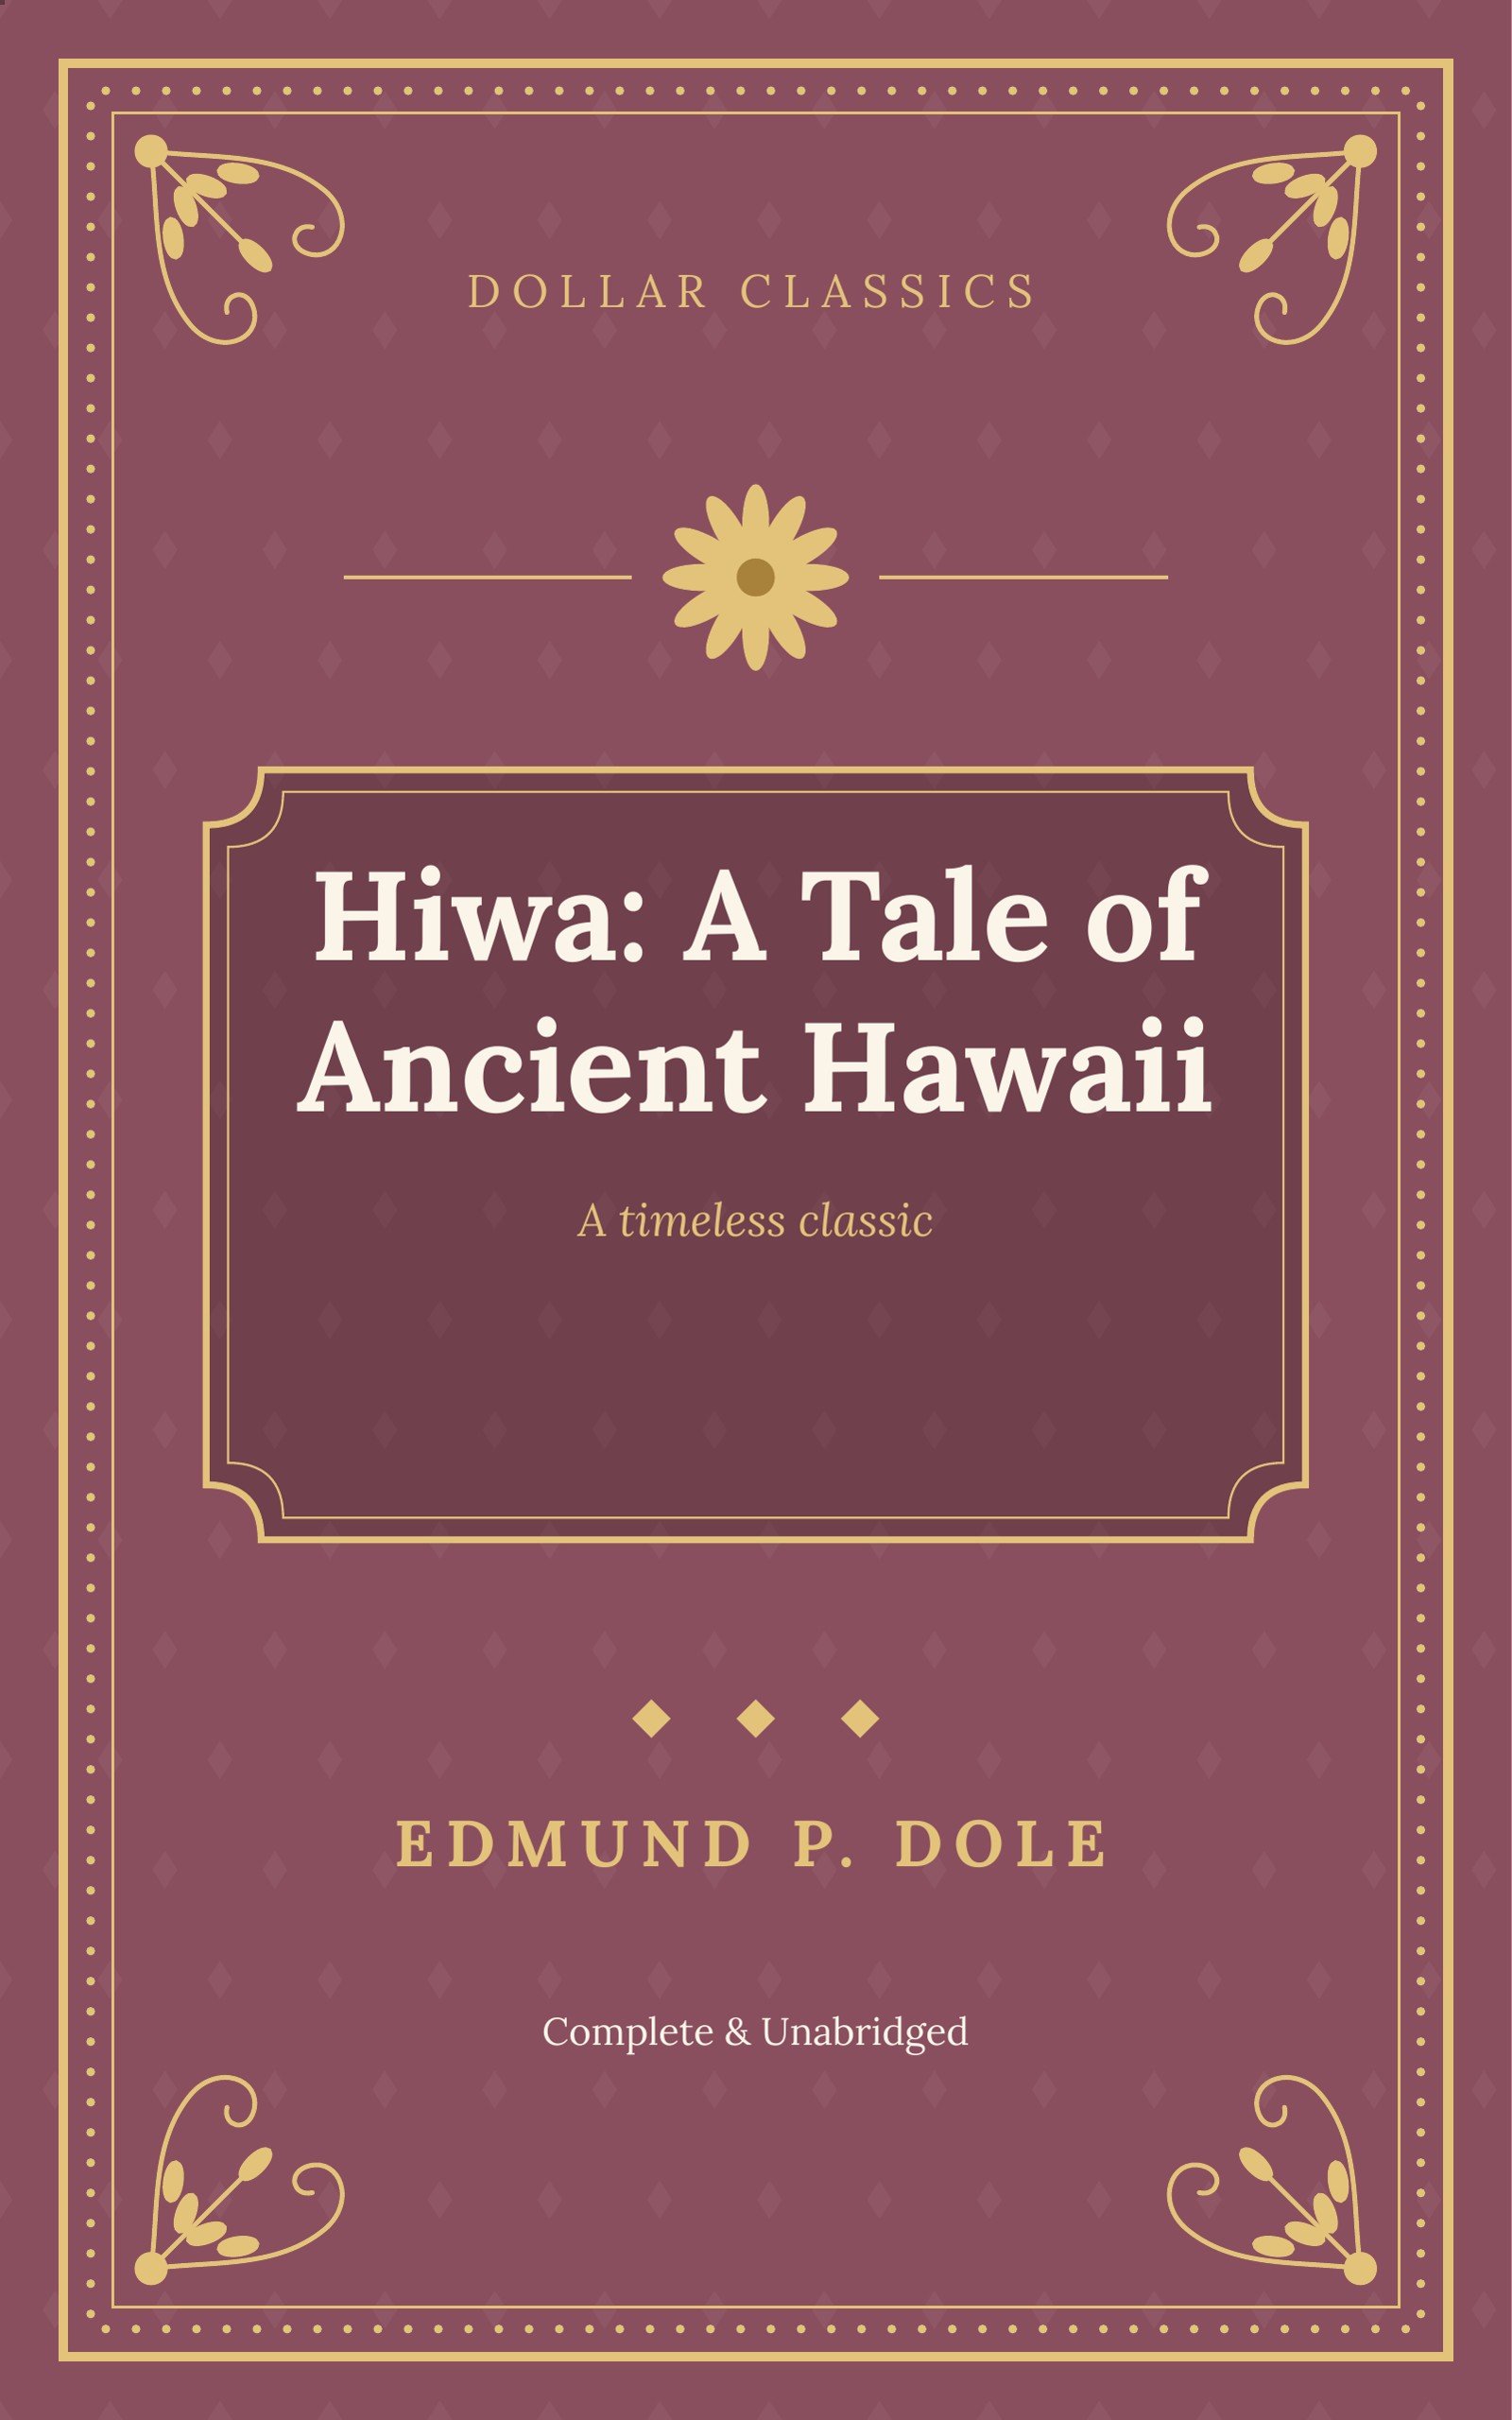 DOLLAR CLASSICS
Hiwa: A Tale of
Ancient Hawaii
A timeless classic
EDMUND P. DOLE
Complete & Unabridged